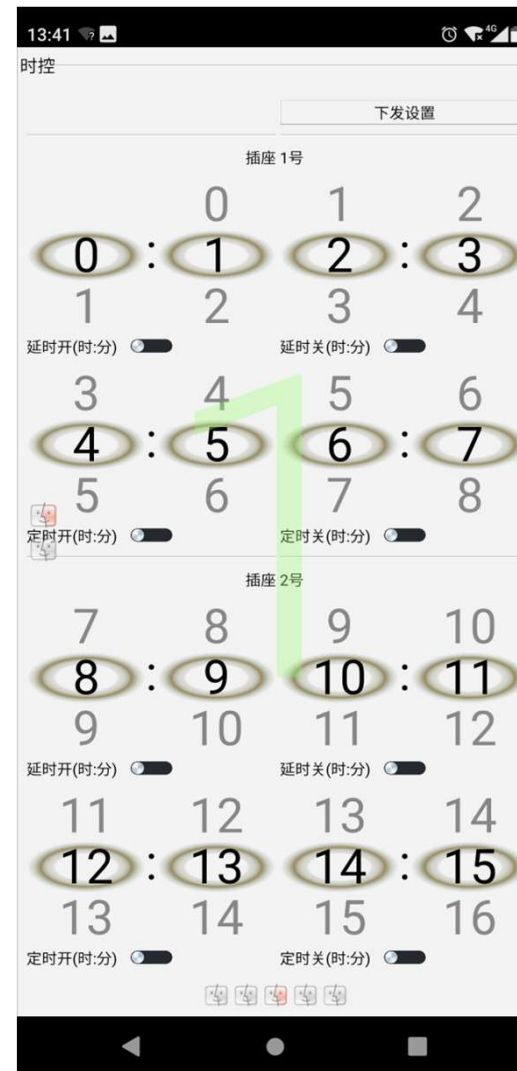 13:41 ? 4G
时控
下发设置
插座 1号
0 1 2
0 : 1 2 : 3
1 2 3 4
延时开(时:分) 延时关(时:分)
3 4 5 6
4 : 5 6 : 7
5 6 7 8
定时开(时:分) 定时关(时:分)
1
插座 2号
7 8 9 10
8 : 9 10 : 11
9 10 11 12
延时开(时:分) 延时关(时:分)
11 12 13 14
12 : 13 14 : 15
13 14 15 16
定时开(时:分) 定时关(时:分)